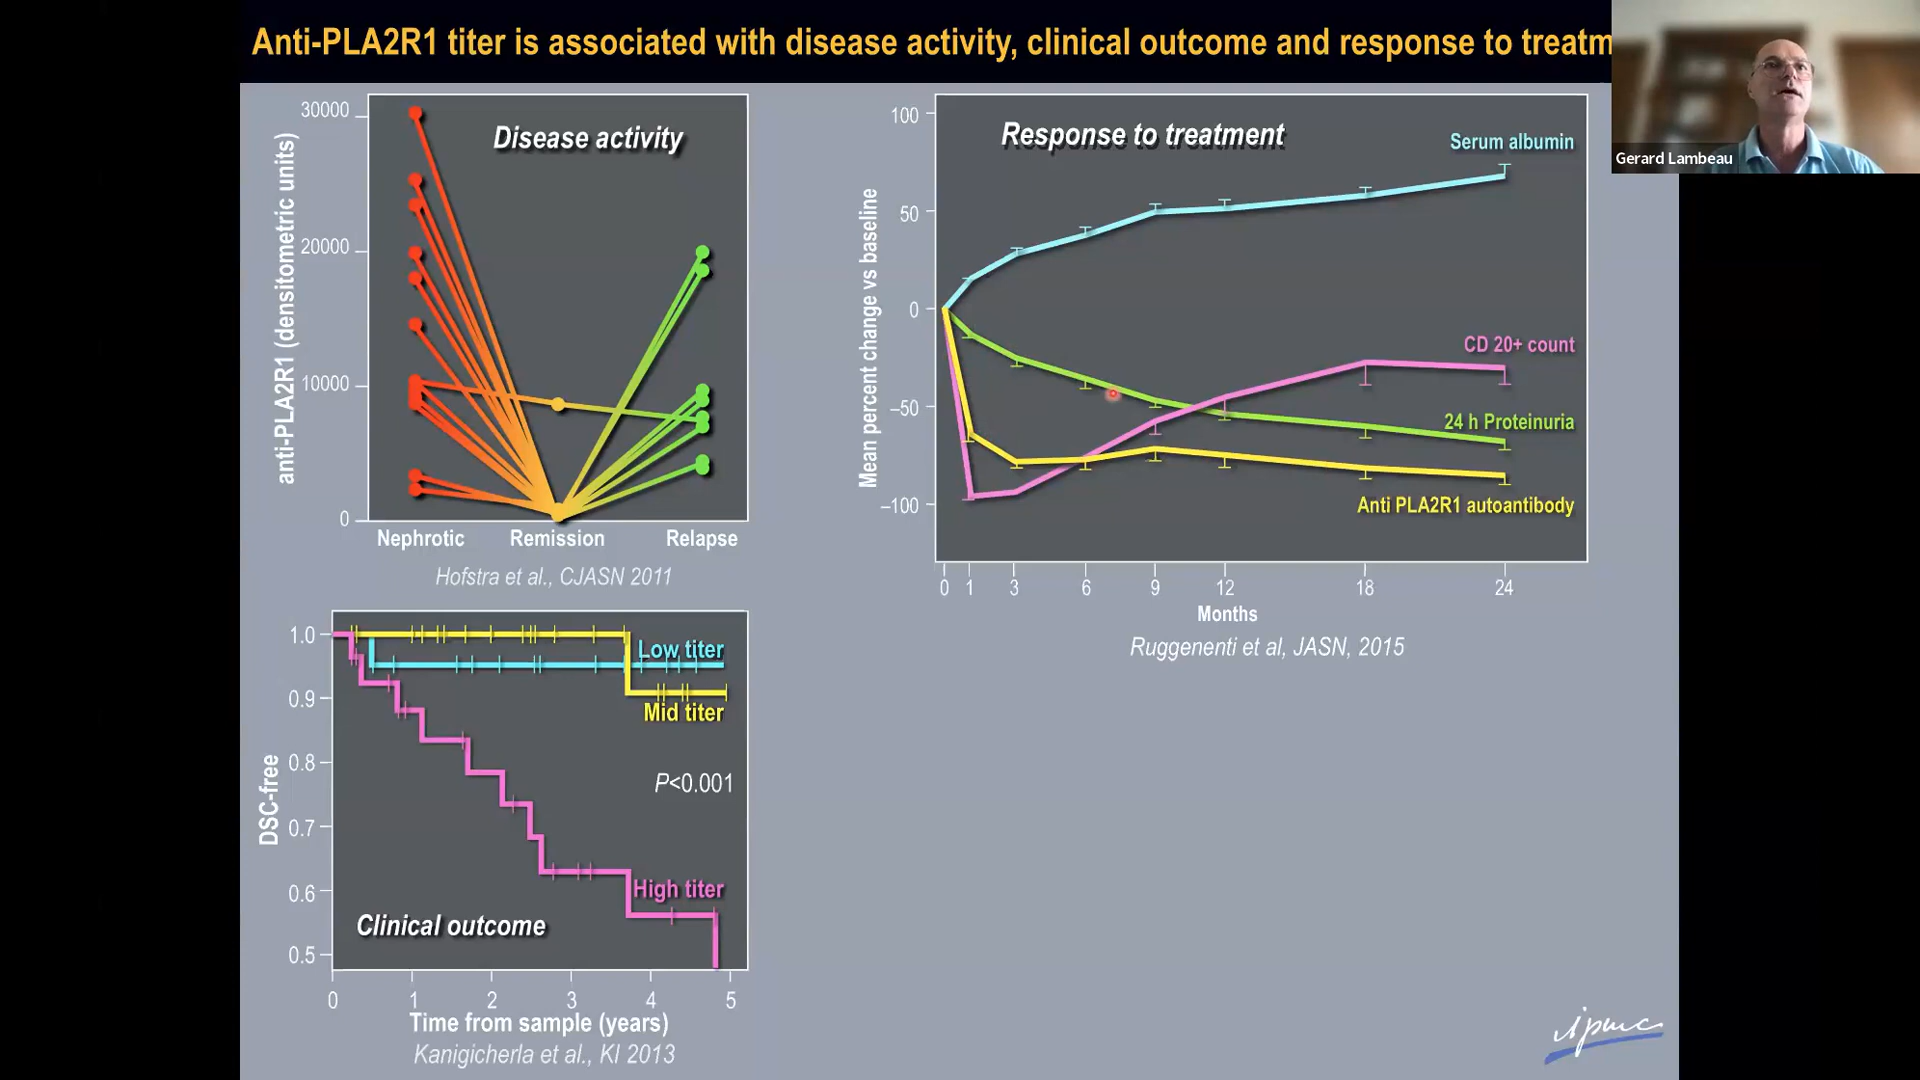 Anti-PLA2R1 titer is associated with disease activity, clinical outcome and response to treatm
Gerard Lambeau
Disease activity
anti-PLA2R1 (densitometric units)
30000
20000
10000
0
Nephrotic Remission Relapse
Hofstra et al., CJASN 2011
Response to treatment
Mean percent change vs baseline
100
50
0
–50
–100
Serum albumin
CD 20+ count
24 h Proteinuria
Anti PLA2R1 autoantibody
0 1 3 6 9 12 18 24
Months
Ruggenenti et al, JASN, 2015
DSC-free
1.0
0.9
0.8
0.7
0.6
0.5
Low titer
Mid titer
P<0.001
High titer
Clinical outcome
0 1 2 3 4 5
Time from sample (years)
Kanigicherla et al., KI 2013
ipmc